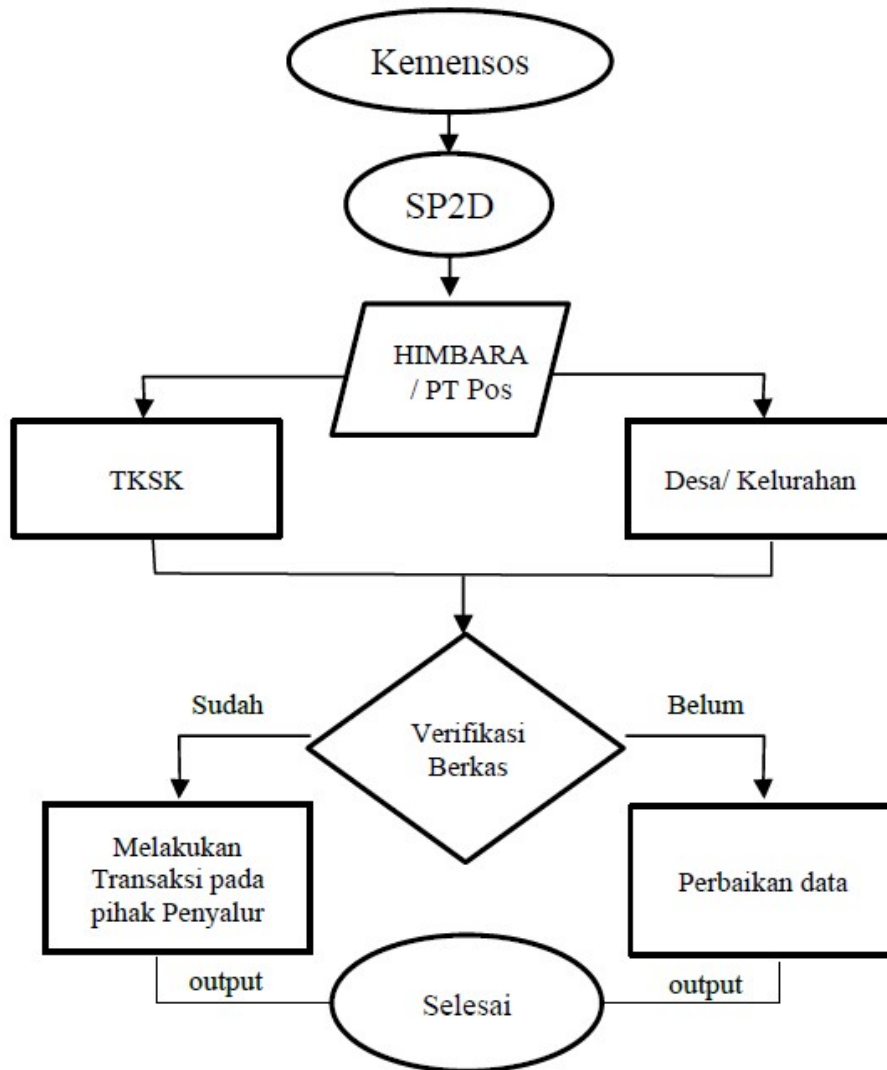 Kemensos
SP2D
HIMBARA
/ PT Pos
TKSK
Desa/ Kelurahan
Sudah
Belum
Verifikasi
Berkas
Melakukan
Transaksi pada
pihak Penyalur
Perbaikan data
output
output
Selesai